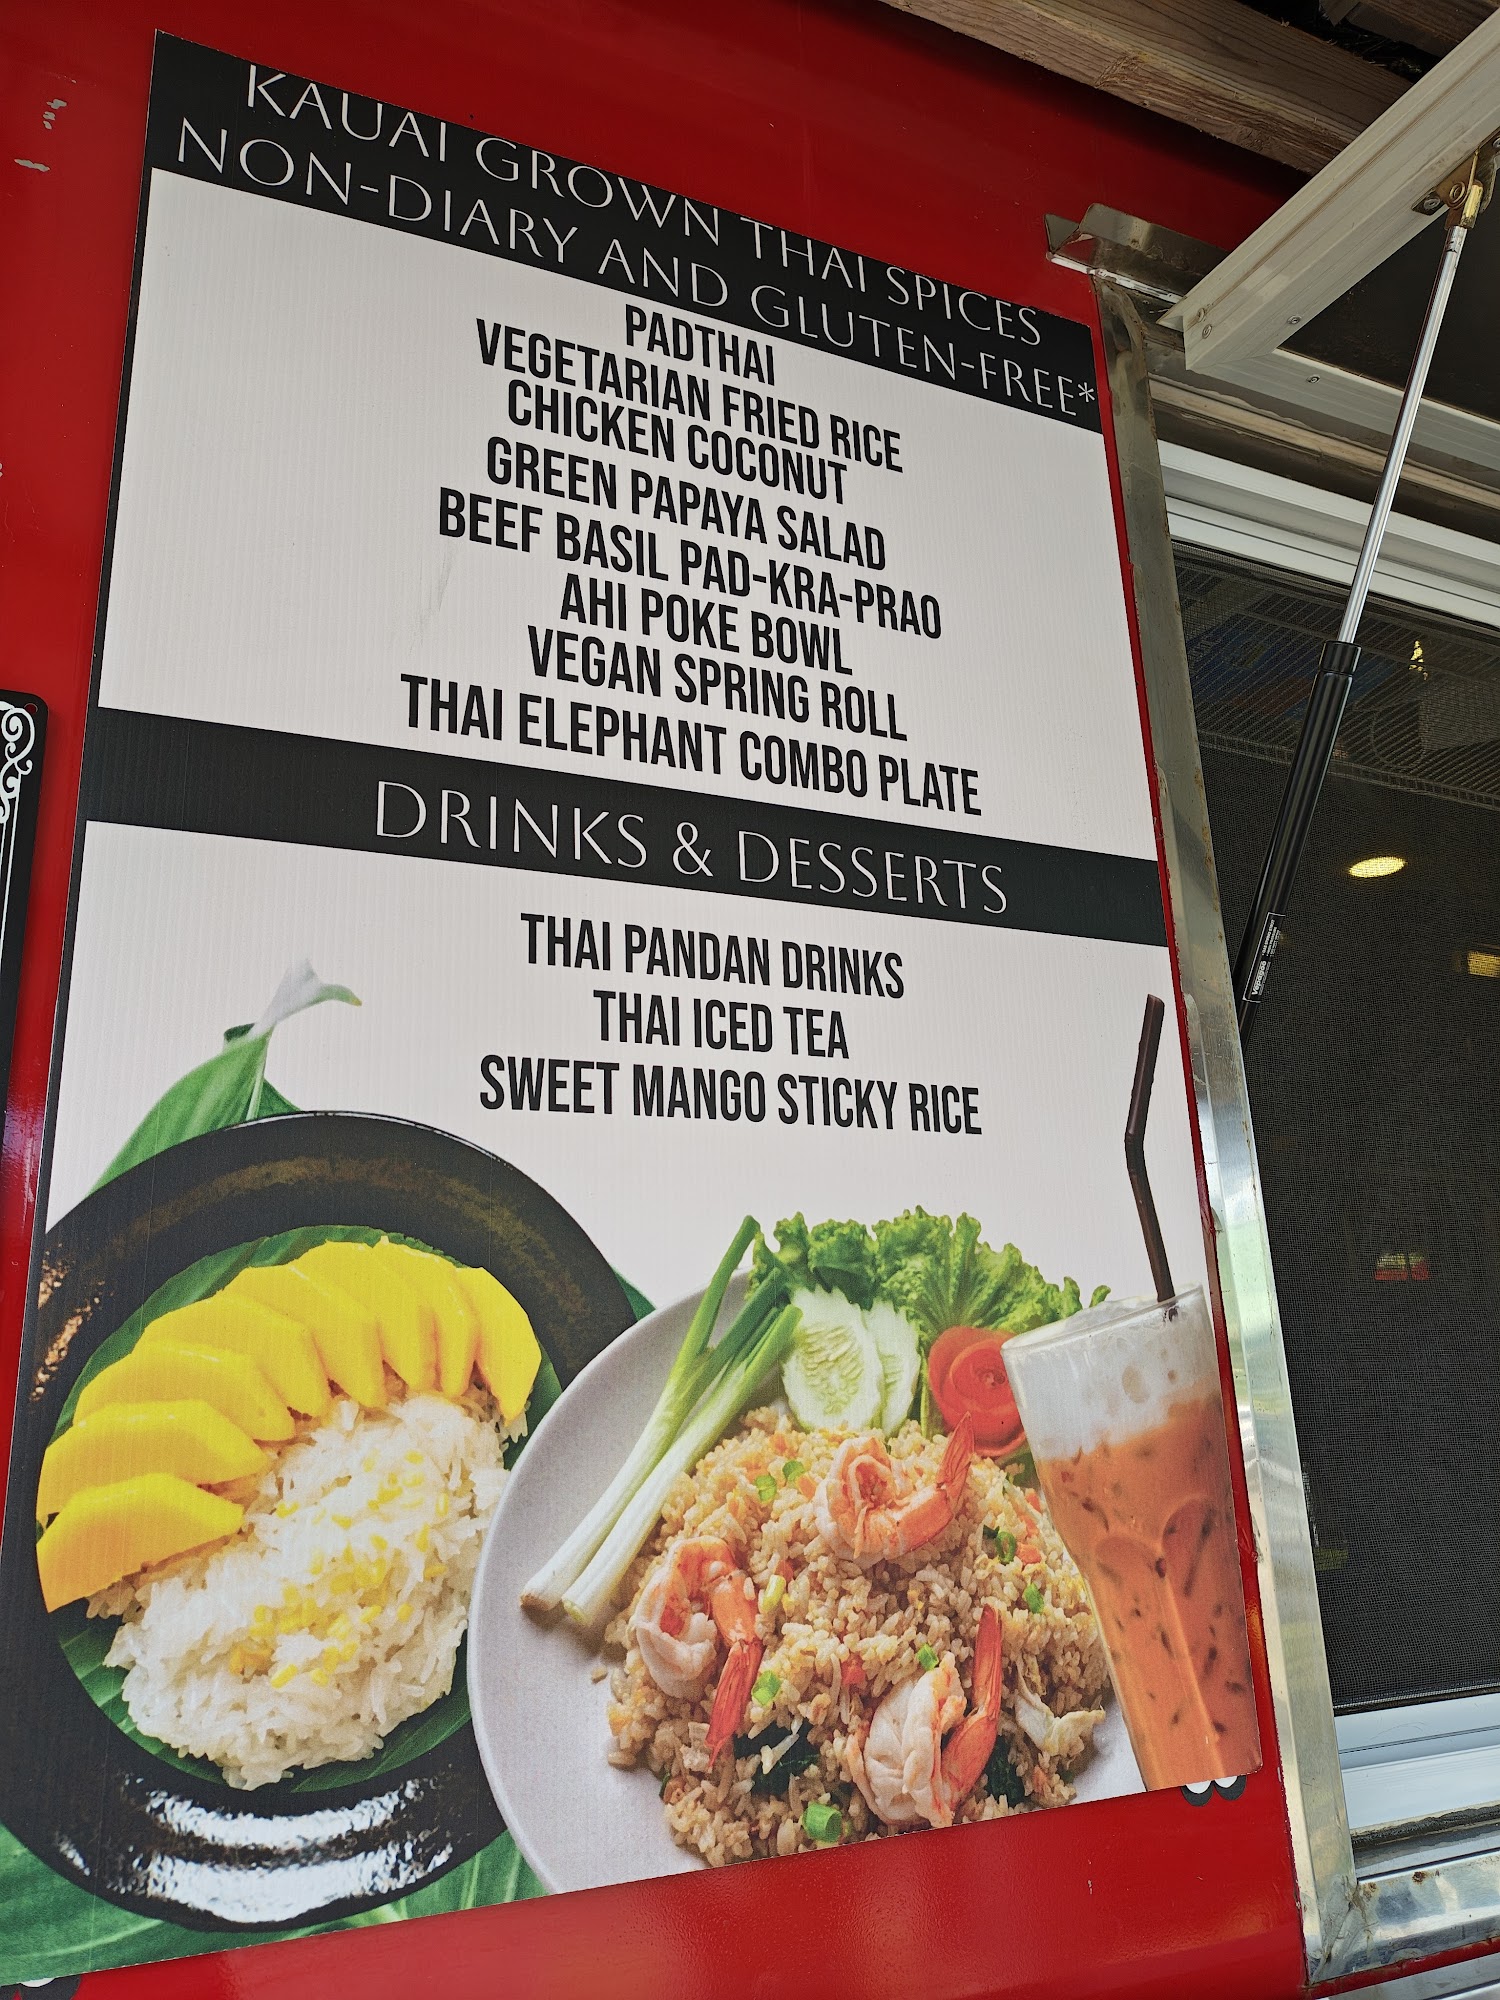 KAUAI GROWN THAI SPICES
NON-DIARY AND GLUTEN-FREE*
PADTHAI
VEGETARIAN FRIED RICE
CHICKEN COCONUT
GREEN PAPAYA SALAD
BEEF BASIL PAD-KRA-PRAO
AHI POKE BOWL
VEGAN SPRING ROLL
THAI ELEPHANT COMBO PLATE
DRINKS & DESSERTS
THAI PANDAN DRINKS
THAI ICED TEA
SWEET MANGO STICKY RICE
Vepagoo